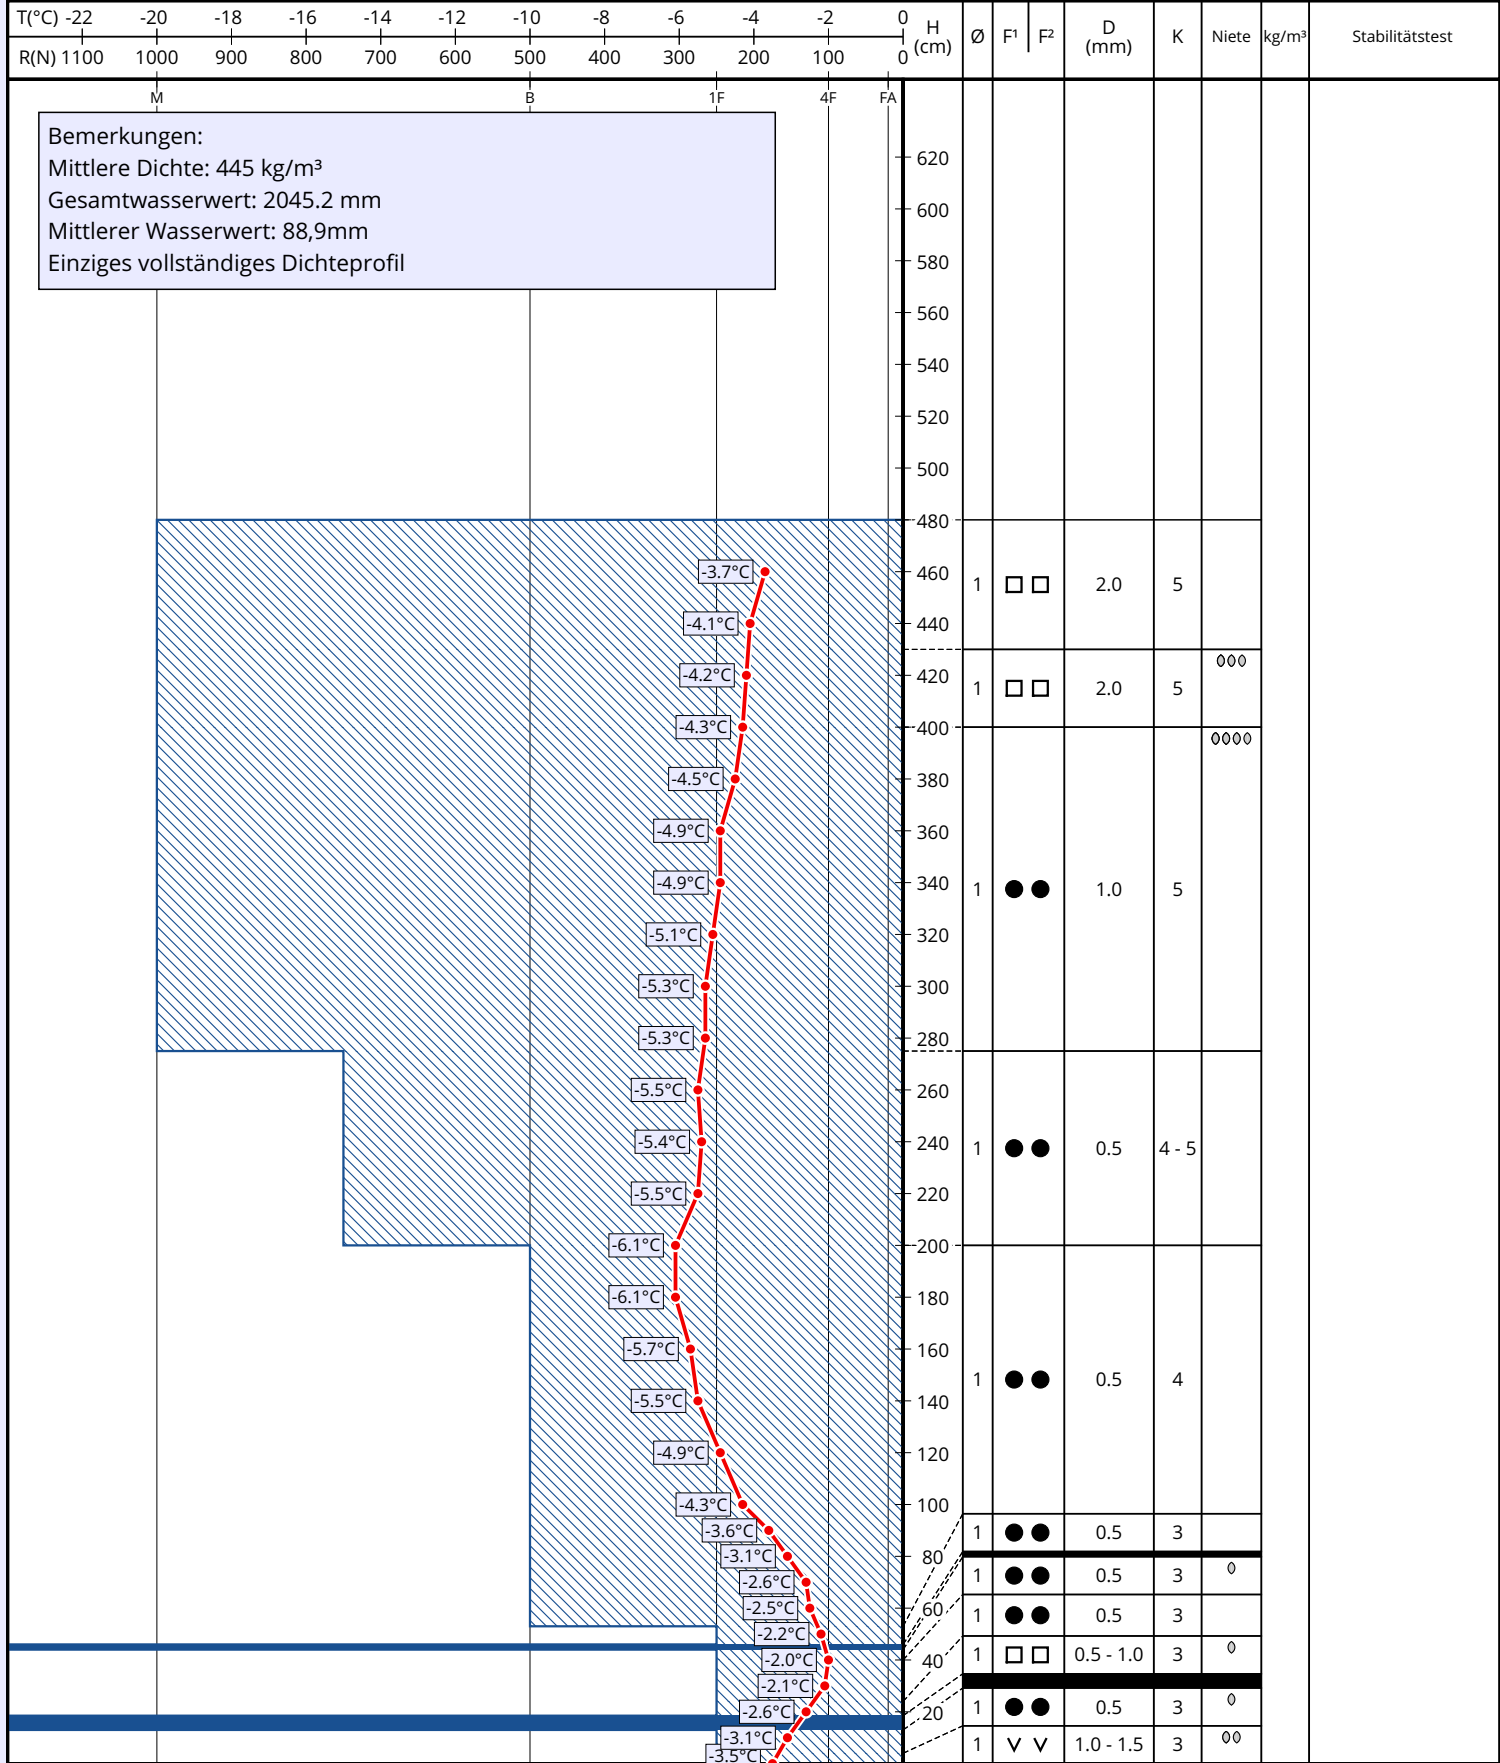 T(°C) -22 -20 -18 -16 -14 -12 -10 -8 -6 -4 -2 0
R(N) 1100 1000 900 800 700 600 500 400 300 200 100 0
H (cm) Ø F¹ F² D (mm) K Niete kg/m³ Stabilitätstest
M B 1F 4F FA
Bemerkungen:
Mittlere Dichte: 445 kg/m³
Gesamtwasserwert: 2045.2 mm
Mittlerer Wasserwert: 88,9mm
Einziges vollständiges Dichteprofil
620
600
580
560
540
520
500
480
-3.7°C 460 1 2.0 5
-4.1°C 440
-4.2°C 420 1 2.0 5
-4.3°C 400
-4.5°C 380
-4.9°C 360
-4.9°C 340 1 1.0 5
-5.1°C 320
-5.3°C 300
-5.3°C 280
-5.5°C 260
-5.4°C 240 1 0.5 4 - 5
-5.5°C 220
-6.1°C 200
-6.1°C 180
-5.7°C 160
-5.5°C 140 1 0.5 4
-4.9°C 120
-4.3°C 100
-3.6°C 1 0.5 3
-3.1°C 80
-2.6°C 1 0.5 3
-2.5°C 60 1 0.5 3
-2.2°C
-2.0°C 40 1 0.5 - 1.0 3
-2.1°C
-2.6°C 20 1 0.5 3
-3.1°C 1 1.0 - 1.5 3
-3.5°C